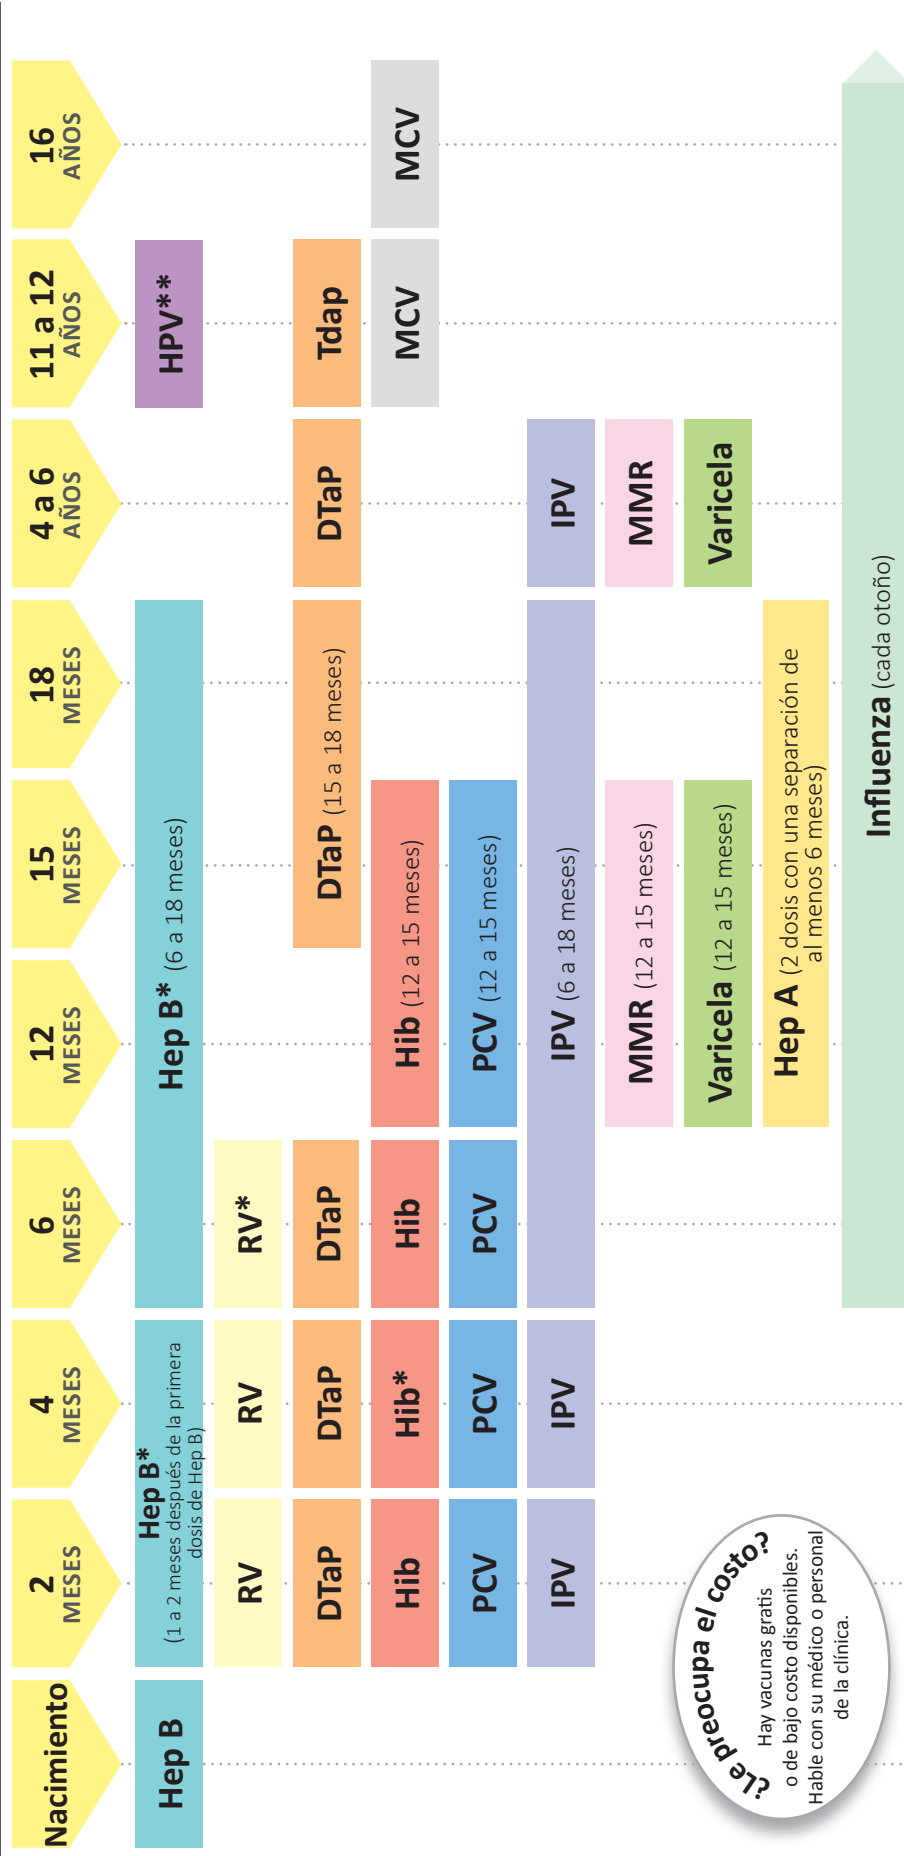 Nacimiento
2
MESES
4
MESES
6
MESES
12
MESES
15
MESES
18
MESES
4 a 6
AÑOS
11 a 12
AÑOS
16
AÑOS
Hep B
Hep B*
(1 a 2 meses después de la primera
dosis de Hep B)
Hep B* (6 a 18 meses)
HPV**
RV
RV
RV*
DTaP
DTaP
DTaP
DTaP (15 a 18 meses)
DTaP
Tdap
Hib
Hib*
Hib
Hib (12 a 15 meses)
MCV
MCV
PCV
PCV
PCV
PCV (12 a 15 meses)
IPV
IPV
IPV (6 a 18 meses)
IPV
MMR (12 a 15 meses)
MMR
Varicela (12 a 15 meses)
Varicela
Hep A (2 dosis con una separación de
al menos 6 meses)
Influenza (cada otoño)
¿Le preocupa el costo?
Hay vacunas gratis
o de bajo costo disponibles.
Hable con su médico o personal
de la clínica.